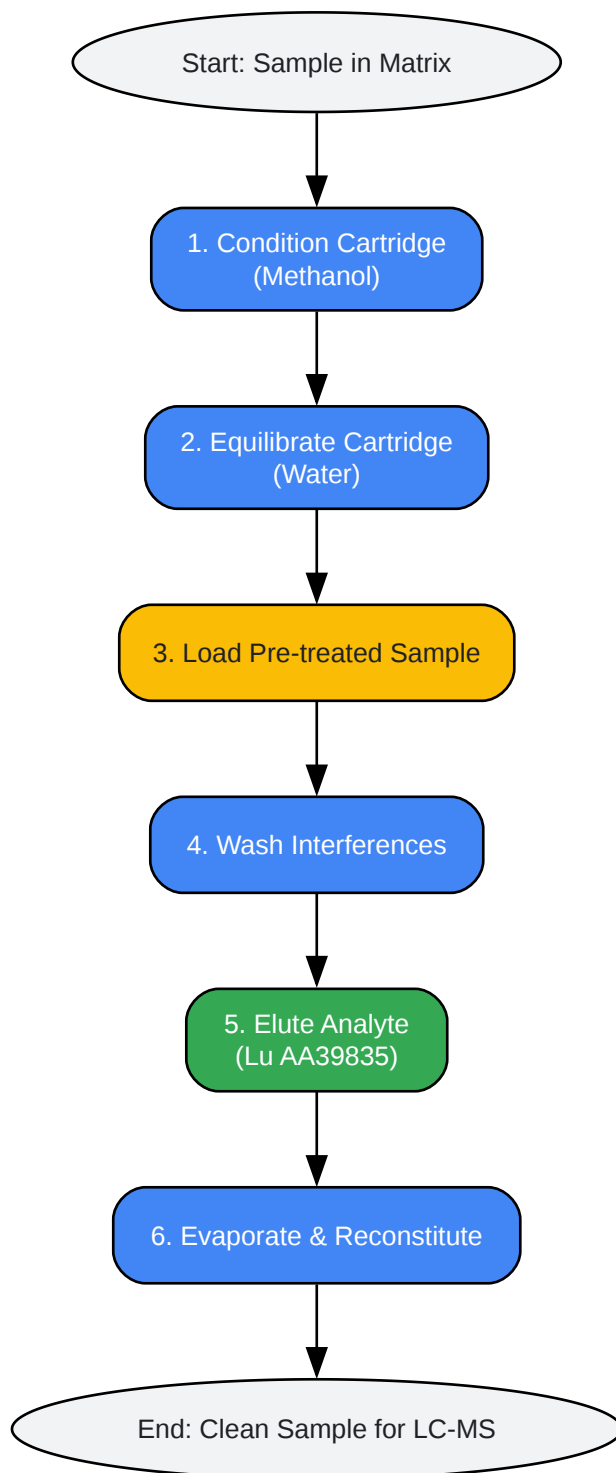 Start: Sample in Matrix
1. Condition Cartridge
(Methanol)
2. Equilibrate Cartridge
(Water)
3. Load Pre-treated Sample
4. Wash Interferences
5. Elute Analyte
(Lu AA39835)
6. Evaporate & Reconstitute
End: Clean Sample for LC-MS